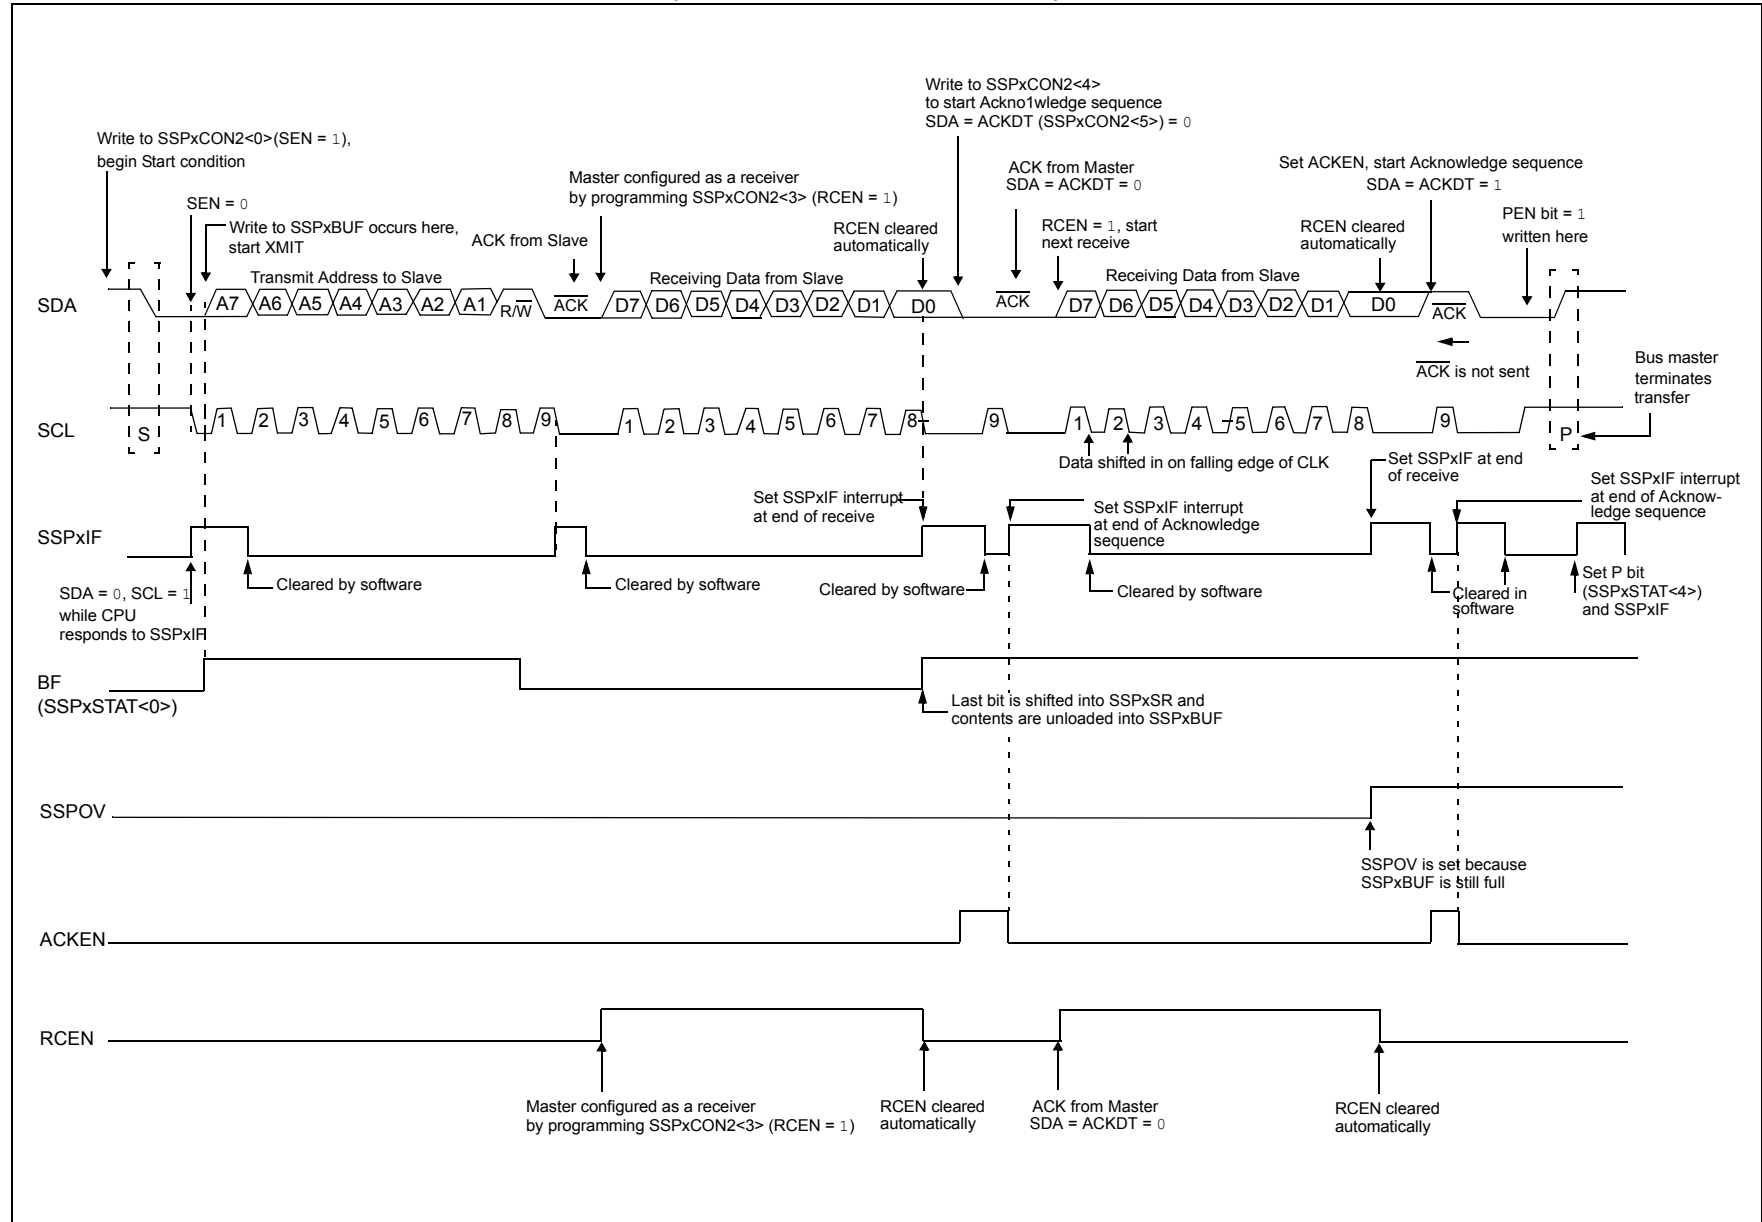 Write to SSPxCON2<4>
to start Ackno1wledge sequence
SDA = ACKDT (SSPxCON2<5>) = 0
Write to SSPxCON2<0>(SEN = 1),
begin Start condition
ACK from Master
SDA = ACKDT = 0
Set ACKEN, start Acknowledge sequence
SDA = ACKDT = 1
Master configured as a receiver
by programming SSPxCON2<3> (RCEN = 1)
SEN = 0
Write to SSPxBUF occurs here,
start XMIT
ACK from Slave
RCEN cleared
automatically
RCEN = 1, start
next receive
RCEN cleared
automatically
PEN bit = 1
written here
Transmit Address to Slave
Receiving Data from Slave
Receiving Data from Slave
SDA A7 A6 A5 A4 A3 A2 A1 R/W ACK D7 D6 D5 D4 D3 D2 D1 D0 ACK D7 D6 D5 D4 D3 D2 D1 D0 ACK
ACK is not sent
Bus master
terminates
transfer
SCL S 1 2 3 4 5 6 7 8 9 1 2 3 4 5 6 7 8 9 1 2 3 4 5 6 7 8 9 P
Data shifted in on falling edge of CLK
Set SSPxIF at end
of receive
Set SSPxIF interrupt
at end of receive
Set SSPxIF interrupt
at end of Acknowledge
sequence
Set SSPxIF interrupt
at end of Acknow-
ledge sequence
SSPxIF
SDA = 0, SCL = 1
while CPU
responds to SSPxIF
Cleared by software
Cleared by software
Cleared by software
Cleared by software
Cleared in
software
Set P bit
(SSPxSTAT<4>)
and SSPxIF
BF
(SSPxSTAT<0>)
Last bit is shifted into SSPxSR and
contents are unloaded into SSPxBUF
SSPOV
SSPOV is set because
SSPxBUF is still full
ACKEN
RCEN
Master configured as a receiver
by programming SSPxCON2<3> (RCEN = 1)
RCEN cleared
automatically
ACK from Master
SDA = ACKDT = 0
RCEN cleared
automatically